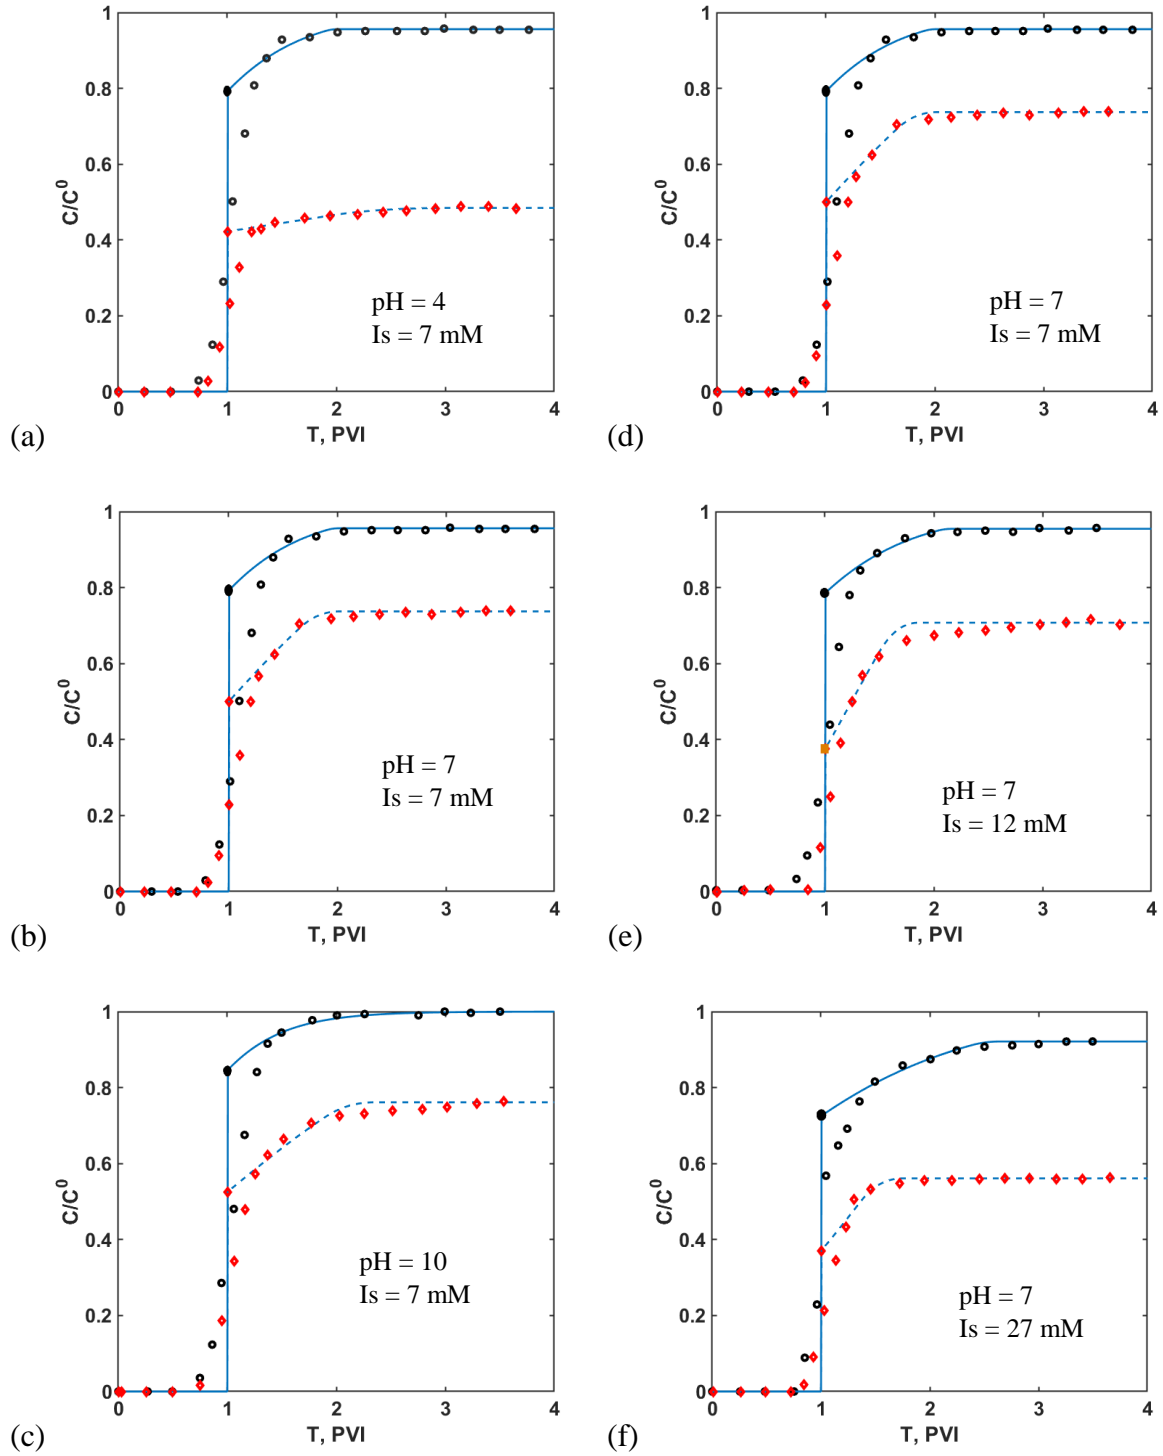 1
0.8
0.6
0.4
0.2
0
C/C⁰
0 1 2 3 4
T, PVI
pH = 4
Is = 7 mM
(a)
1
0.8
0.6
0.4
0.2
0
C/C⁰
0 1 2 3 4
T, PVI
pH = 7
Is = 7 mM
(d)
1
0.8
0.6
0.4
0.2
0
C/C⁰
0 1 2 3 4
T, PVI
pH = 7
Is = 7 mM
(b)
1
0.8
0.6
0.4
0.2
0
C/C⁰
0 1 2 3 4
T, PVI
pH = 7
Is = 12 mM
(e)
1
0.8
0.6
0.4
0.2
0
C/C⁰
0 1 2 3 4
T, PVI
pH = 10
Is = 7 mM
(c)
1
0.8
0.6
0.4
0.2
0
C/C⁰
0 1 2 3 4
T, PVI
pH = 7
Is = 27 mM
(f)